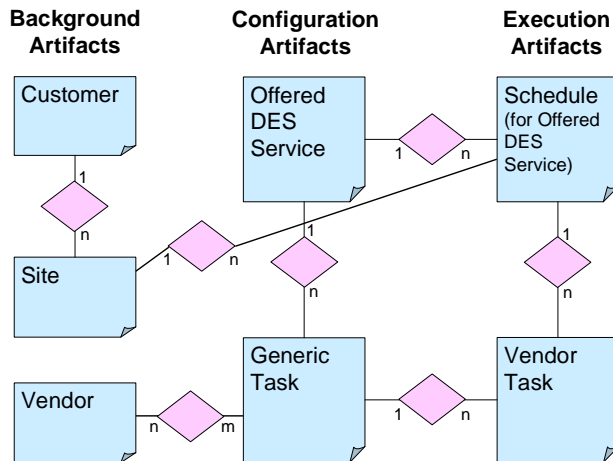 Background
Artifacts
Configuration
Artifacts
Execution
Artifacts
Customer
Offered
DES
Service
Schedule
(for Offered
DES
Service)
1
n
1
n
1
n
1
n
1
n
Site
Generic
Task
Vendor
Task
Vendor
n
m
1
n